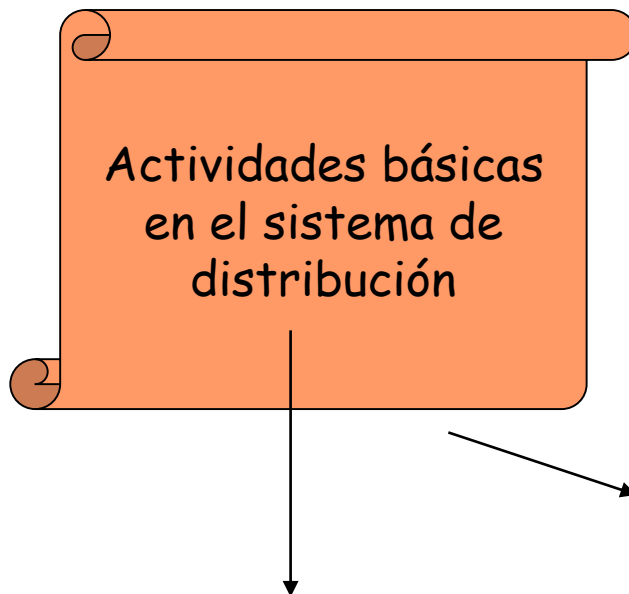 Actividades básicas
en el sistema de
distribución